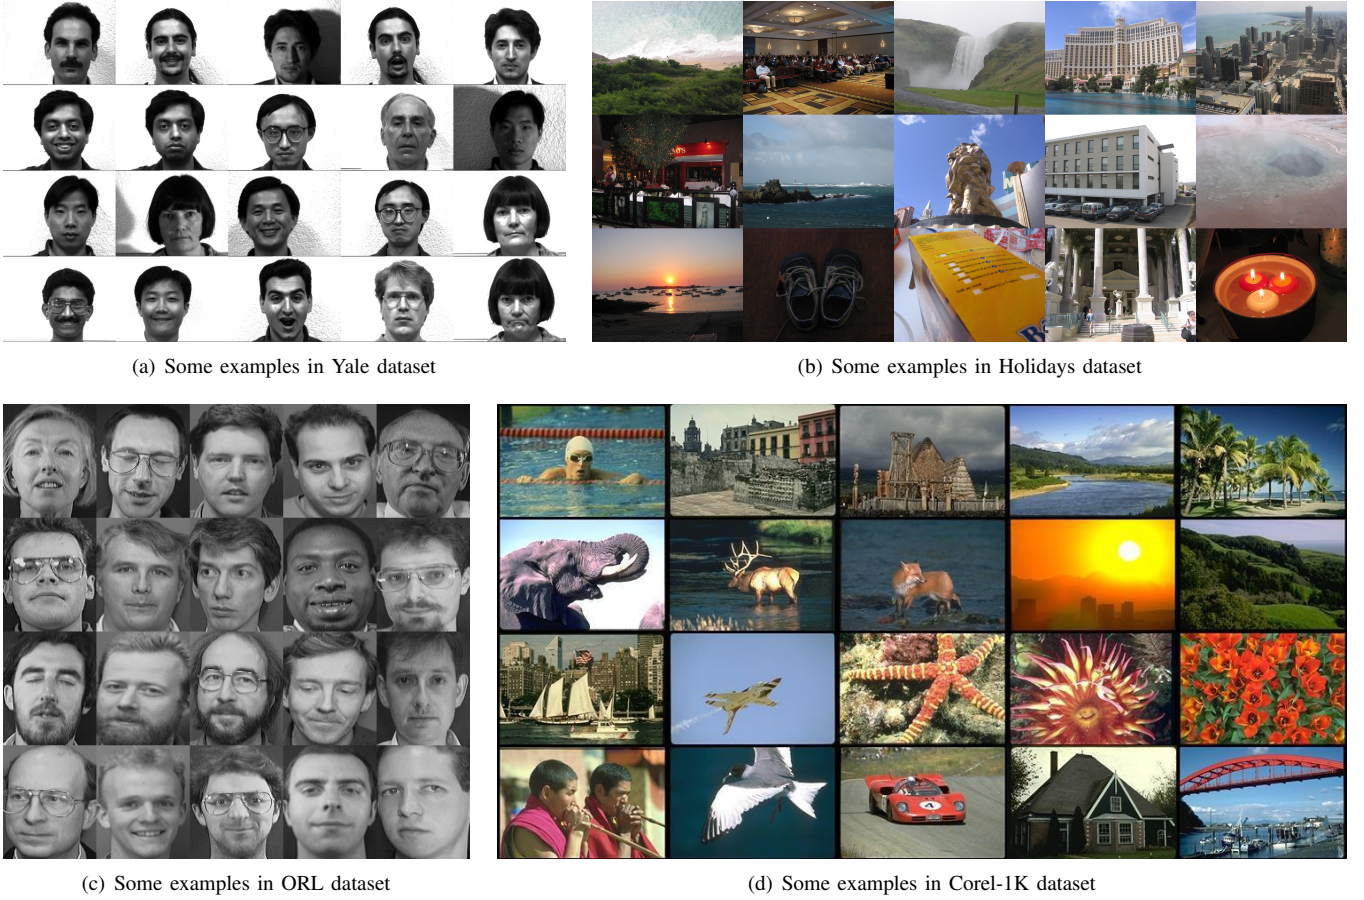 (a) Some examples in Yale dataset
(b) Some examples in Holidays dataset
(c) Some examples in ORL dataset
4
(d) Some examples in Corel-1K dataset